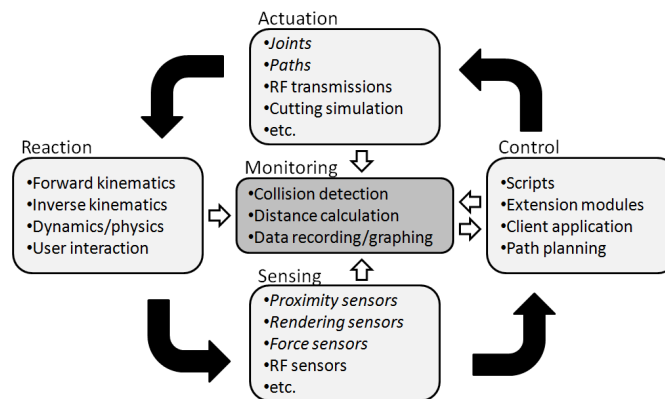 Actuation
•Joints
•Paths
•RF transmissions
•Cutting simulation
•etc.
Reaction
•Forward kinematics
•Inverse kinematics
•Dynamics/physics
•User interaction
Monitoring
•Collision detection
•Distance calculation
•Data recording/graphing
Control
•Scripts
•Extension modules
•Client application
•Path planning
Sensing
•Proximity sensors
•Rendering sensors
•Force sensors
•RF sensors
•etc.